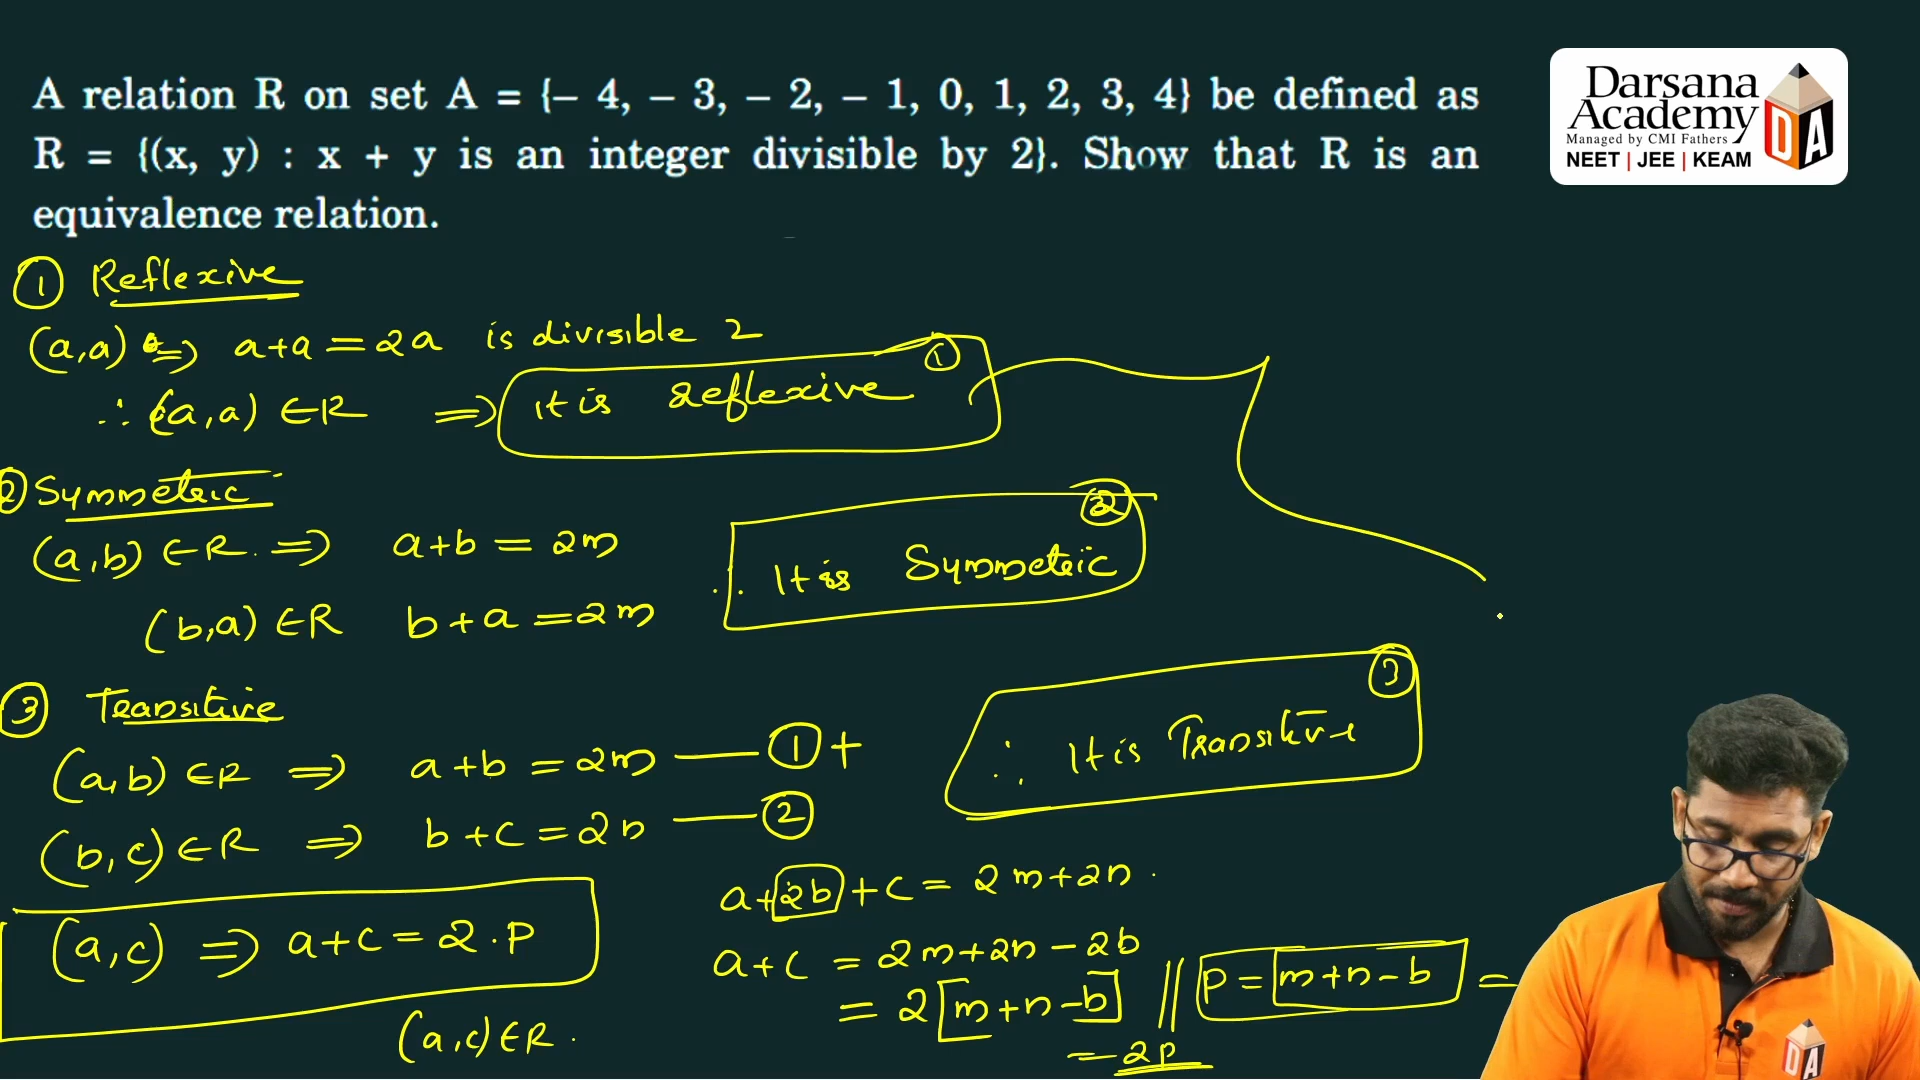 A relation R on set A = {– 4, – 3, – 2, – 1, 0, 1, 2, 3, 4} be defined as
R = {(x, y) : x + y is an integer divisible by 2}. Show that R is an
equivalence relation.
Darsana
Academy
Managed by CMI Fathers
NEET | JEE | KEAM
DA
① Reflexive
(a,a) ⇒ a+a = 2a is divisible 2
∴ (a,a) ∈R ⇒ it is reflexive ①
② Symmetric
(a,b) ∈R. ⇒ a+b = 2m
∴ It is Symmetric ②
(b,a) ∈R b+a = 2m
③ Transitive
(a,b) ∈R ⇒ a+b = 2m — ① +
(b,c) ∈R ⇒ b+c = 2n — ②
∴ It is Transitive ③
(a,c) ⇒ a+c = 2.P
(a,c) ∈R.
a+2b+c = 2m+2n.
a+c = 2m+2n-2b
= 2[m+n-b] || P = m+n-b =
= 2P
DA